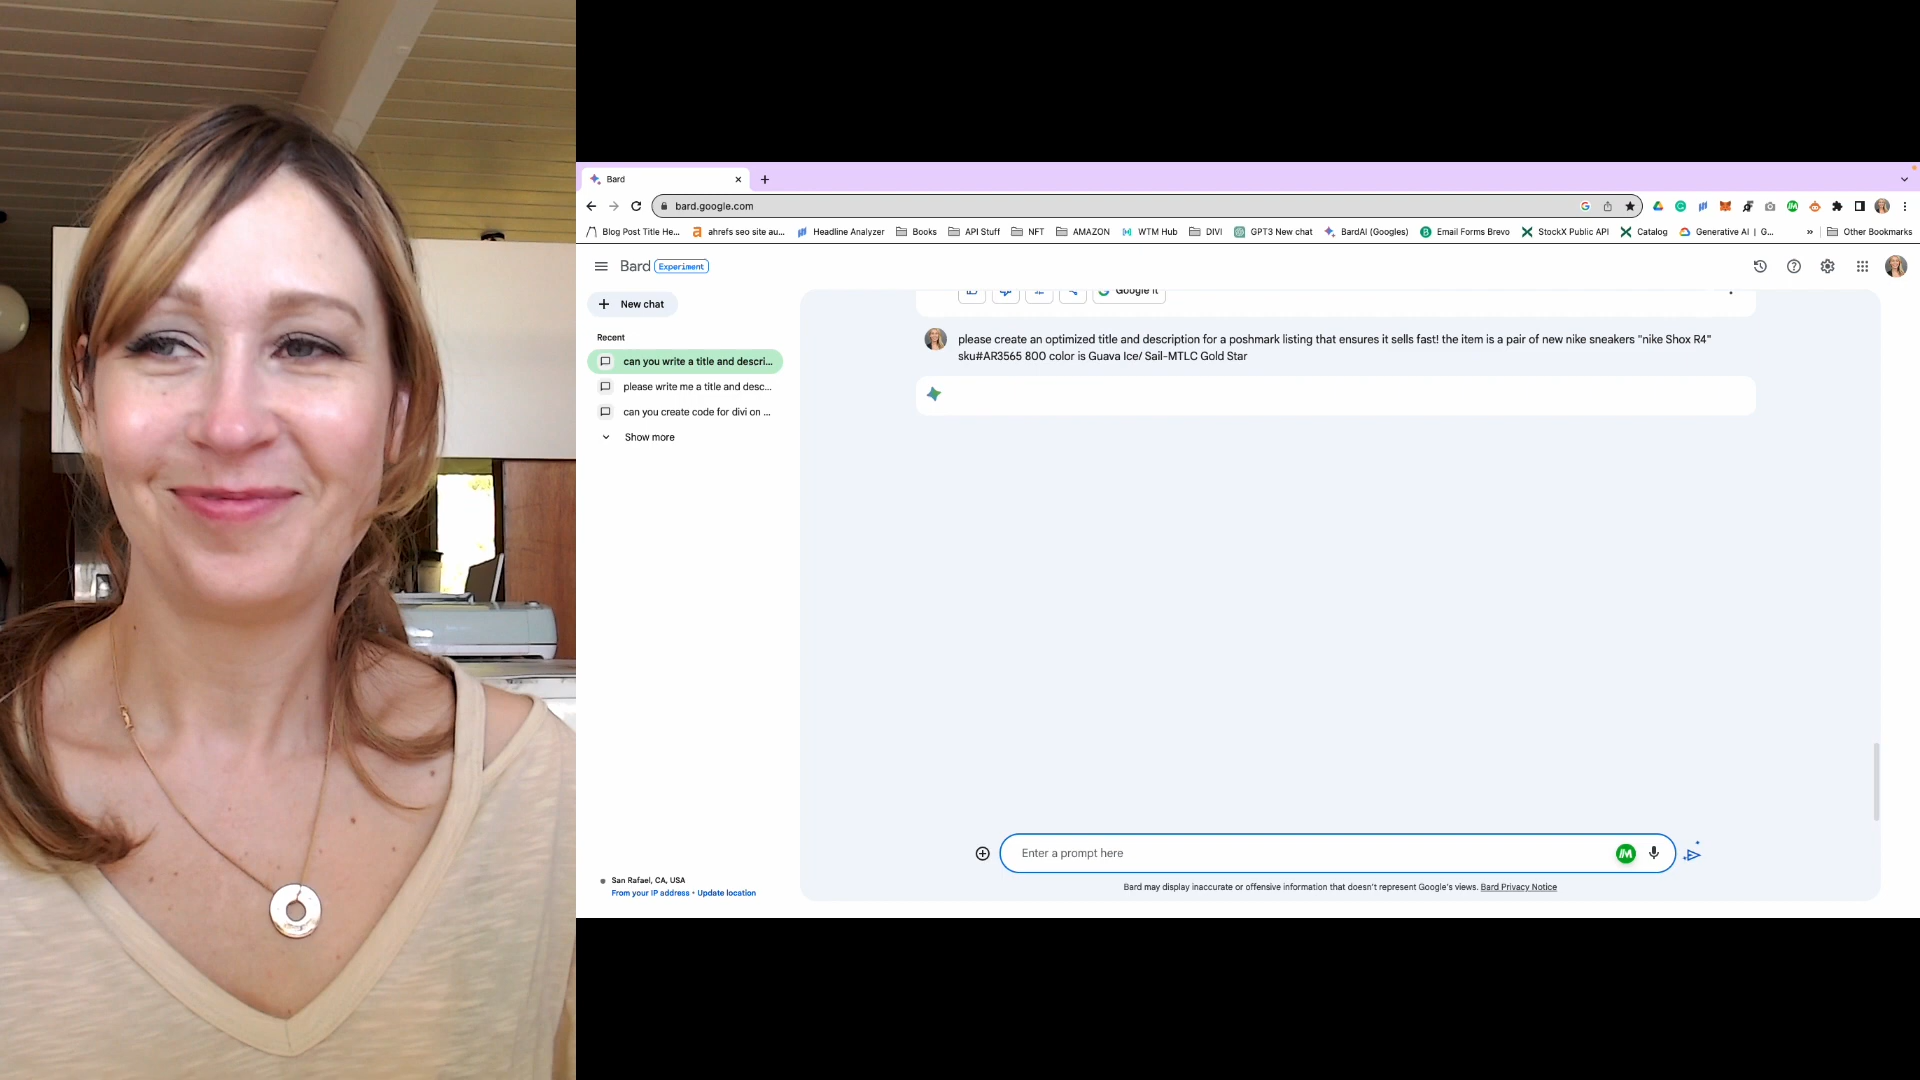 Bard
bard.google.com
Blog Post Title He...
ahrefs seo site au...
Headline Analyzer
Books
API Stuff
NFT
AMAZON
WTM Hub
DIVI
GPT3 New chat
BardAI (Googles)
Email Forms Brevo
StockX Public API
Catalog
Generative AI | G...
»
Other Bookmarks
Bard Experiment
New chat
Recent
can you write a title and descri...
please write me a title and desc...
can you create code for divi on ...
Show more
Google it
please create an optimized title and description for a poshmark listing that ensures it sells fast! the item is a pair of new nike sneakers "nike Shox R4"
sku#AR3565 800 color is Guava Ice/ Sail-MTLC Gold Star
Enter a prompt here
Bard may display inaccurate or offensive information that doesn't represent Google's views. Bard Privacy Notice
San Rafael, CA, USA
From your IP address • Update location